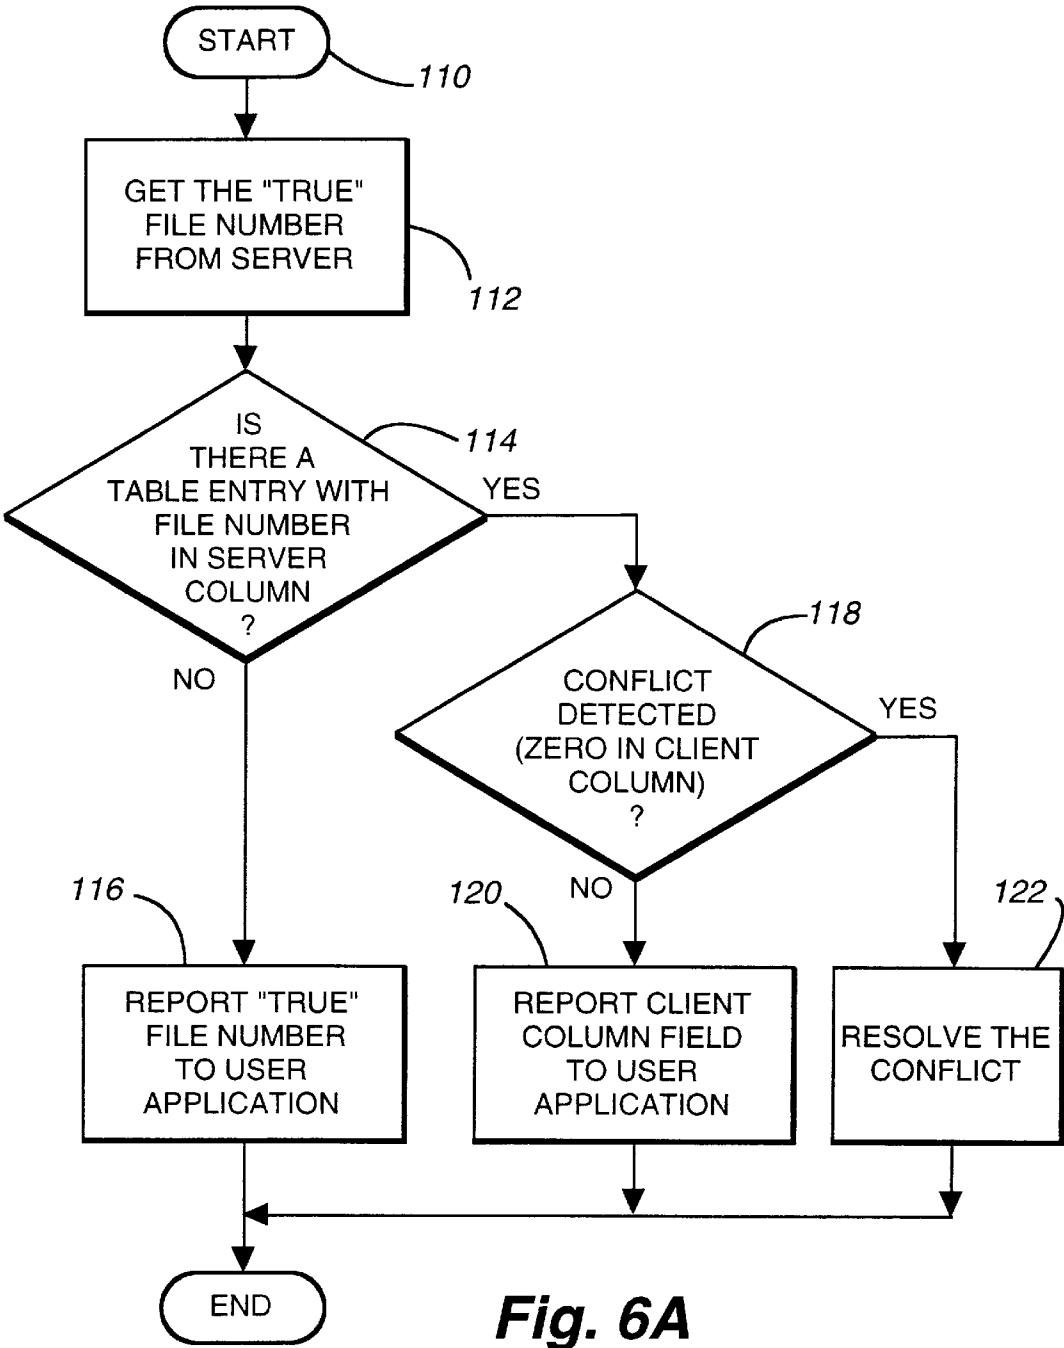 START
110
GET THE "TRUE"
FILE NUMBER
FROM SERVER
112
IS
THERE A
TABLE ENTRY WITH
FILE NUMBER
IN SERVER
COLUMN
?
114
YES
NO
CONFLICT
DETECTED
(ZERO IN CLIENT
COLUMN)
?
118
YES
NO
116
REPORT "TRUE"
FILE NUMBER
TO USER
APPLICATION
120
REPORT CLIENT
COLUMN FIELD
TO USER
APPLICATION
122
RESOLVE THE
CONFLICT
END
Fig. 6A